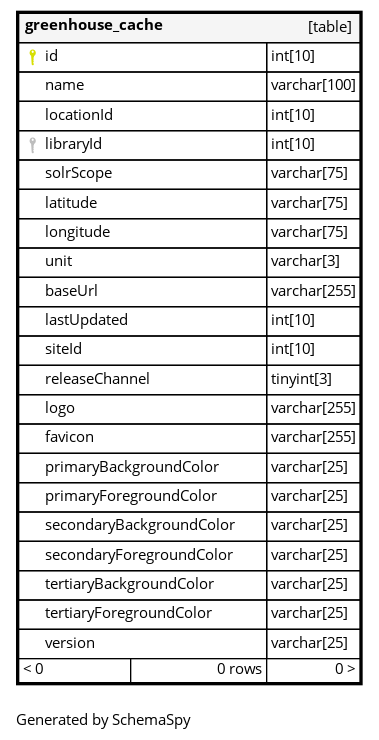 greenhouse_cache [table]
id int[10]
name varchar[100]
locationId int[10]
libraryId int[10]
solrScope varchar[75]
latitude varchar[75]
longitude varchar[75]
unit varchar[3]
baseUrl varchar[255]
lastUpdated int[10]
siteId int[10]
releaseChannel tinyint[3]
logo varchar[255]
favicon varchar[255]
primaryBackgroundColor varchar[25]
primaryForegroundColor varchar[25]
secondaryBackgroundColor varchar[25]
secondaryForegroundColor varchar[25]
tertiaryBackgroundColor varchar[25]
tertiaryForegroundColor varchar[25]
version varchar[25]
< 0 0 rows 0 >
Generated by SchemaSpy